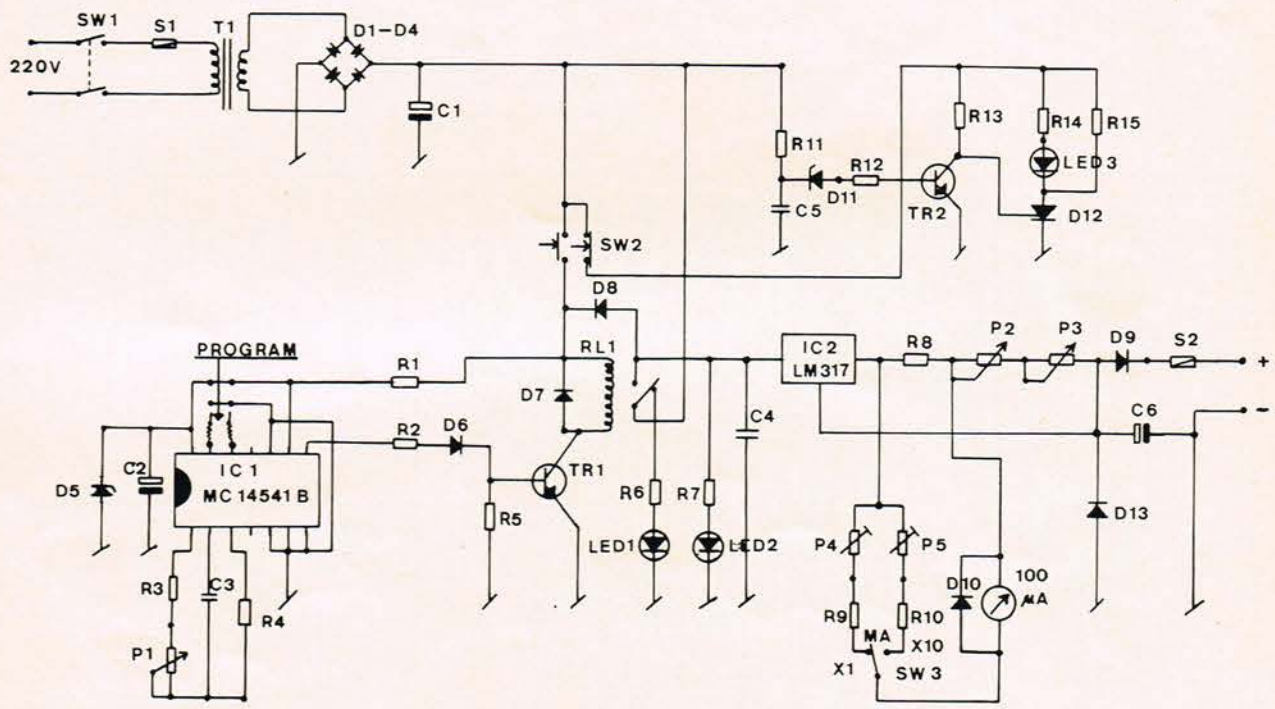 SW1
S1
T1
D1-D4
220V
C1
R11
R12
D11
C5
TR2
R13
R14
R15
LED3
D12
SW2
D8
PROGRAM
R1
RL1
D7
IC2
LM317
R8
P2
P3
D9
S2
+
-
R2
D6
C4
C6
D5
C2
IC1
MC14541B
TR1
R5
R6
R7
LED1
LED2
P4
P5
D13
R3
C3
R4
R9
R10
D10
100
µA
P1
MA
X1
X10
SW3